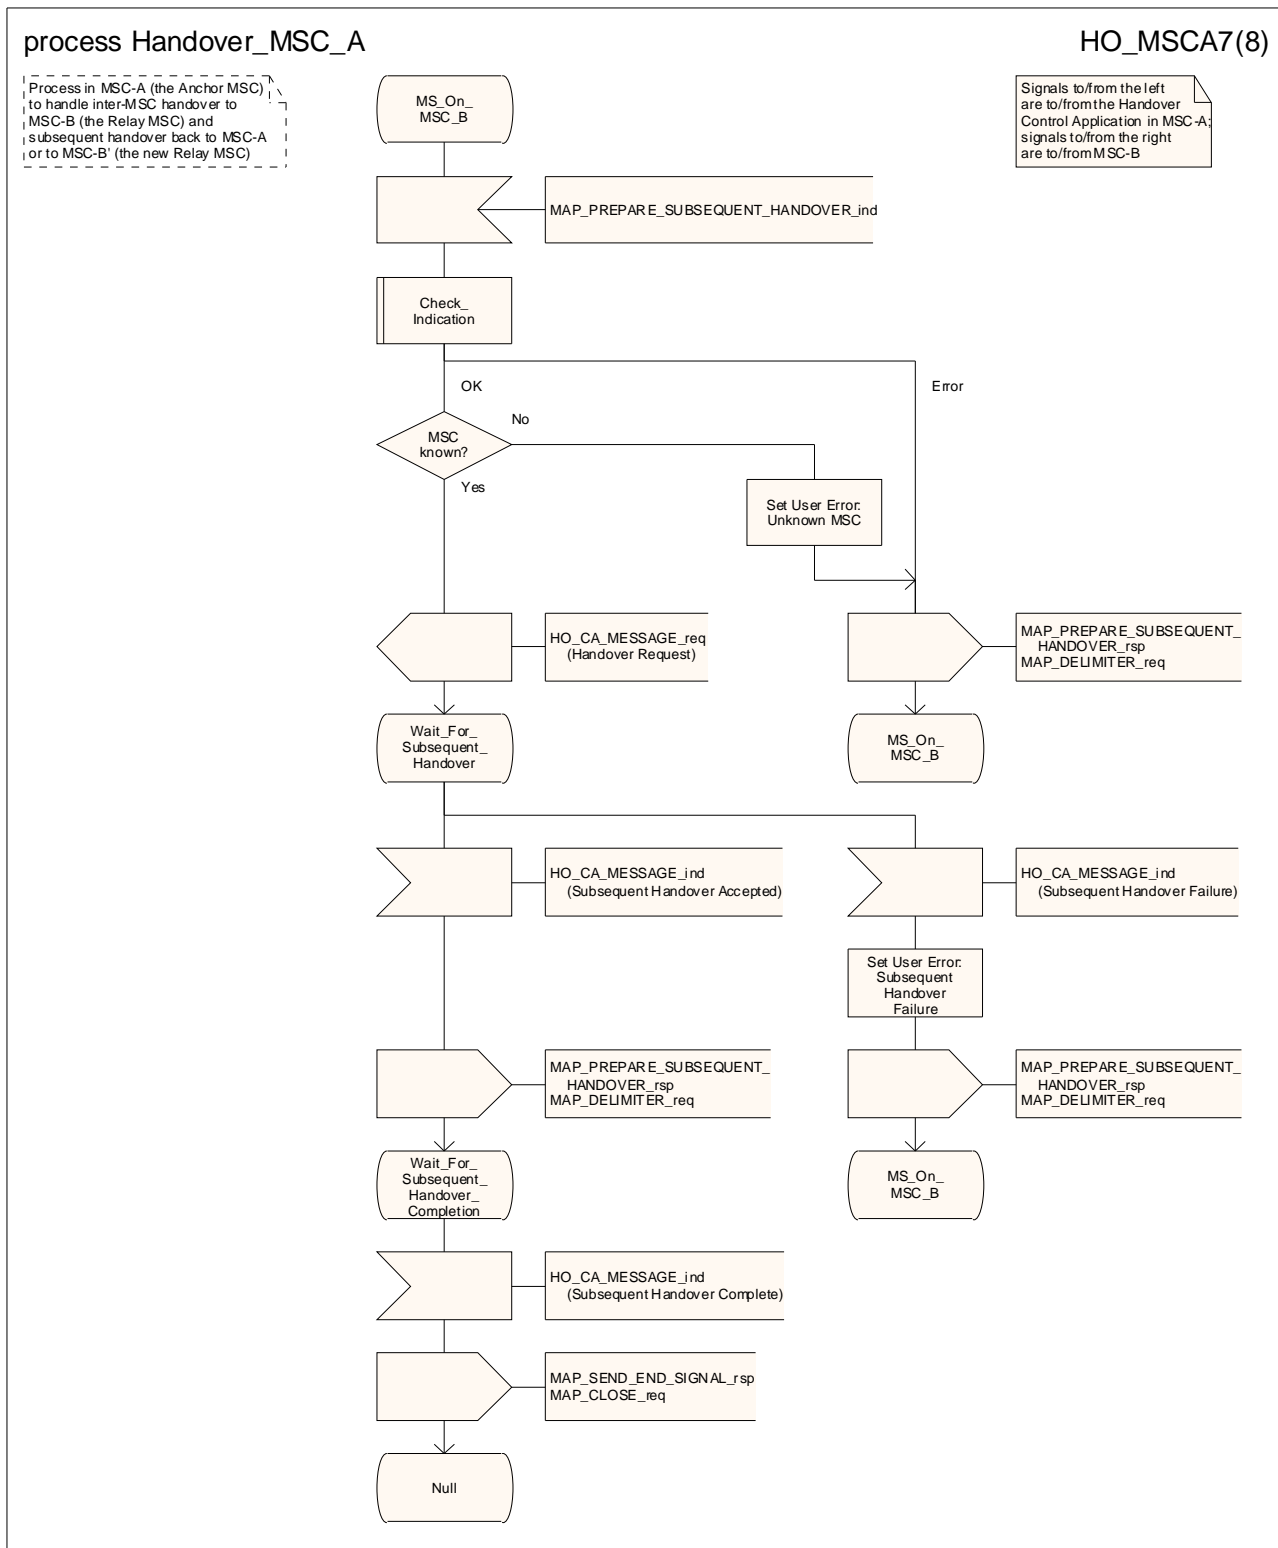 process Handover_MSC_A
HO_MSCA7(8)
Process in MSC-A (the Anchor MSC)
to handle inter-MSC handover to
MSC-B (the Relay MSC) and
subsequent handover back to MSC-A
or to MSC-B' (the new Relay MSC)
MS_On_
MSC_B
Signals to/from the left
are to/from the Handover
Control Application in MSC-A;
signals to/from the right
are to/from MSC-B
MAP_PREPARE_SUBSEQUENT_HANDOVER_ind
Check_
Indication
OK
Error
MSC
known?
No
Yes
Set User Error:
Unknown MSC
HO_CA_MESSAGE_req
(Handover Request)
MAP_PREPARE_SUBSEQUENT_
HANDOVER_rsp
MAP_DELIMITER_req
Wait_For_
Subsequent_
Handover
MS_On_
MSC_B
HO_CA_MESSAGE_ind
(Subsequent Handover Accepted)
HO_CA_MESSAGE_ind
(Subsequent Handover Failure)
Set User Error:
Subsequent
Handover
Failure
MAP_PREPARE_SUBSEQUENT_
HANDOVER_rsp
MAP_DELIMITER_req
MAP_PREPARE_SUBSEQUENT_
HANDOVER_rsp
MAP_DELIMITER_req
Wait_For_
Subsequent_
Handover_
Completion
MS_On_
MSC_B
HO_CA_MESSAGE_ind
(Subsequent Handover Complete)
MAP_SEND_END_SIGNAL_rsp
MAP_CLOSE_req
Null